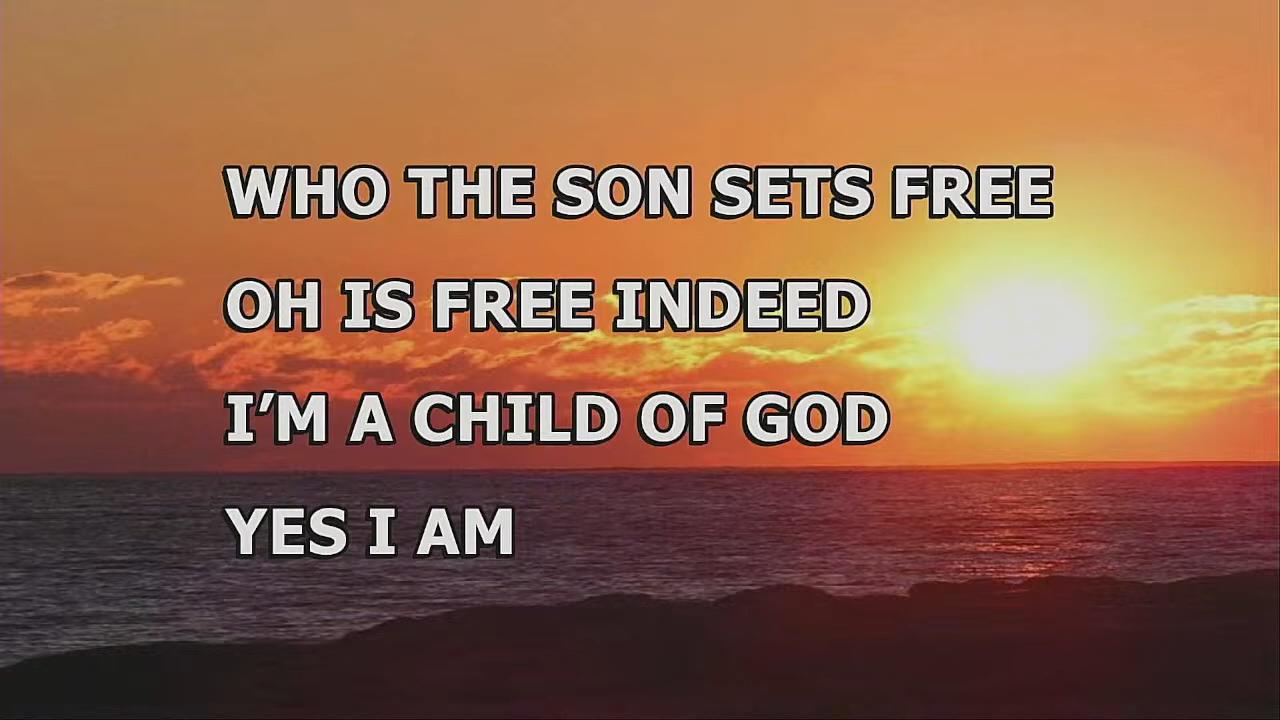 WHO THE SON SETS FREE
OH IS FREE INDEED
I’M A CHILD OF GOD
YES I AM